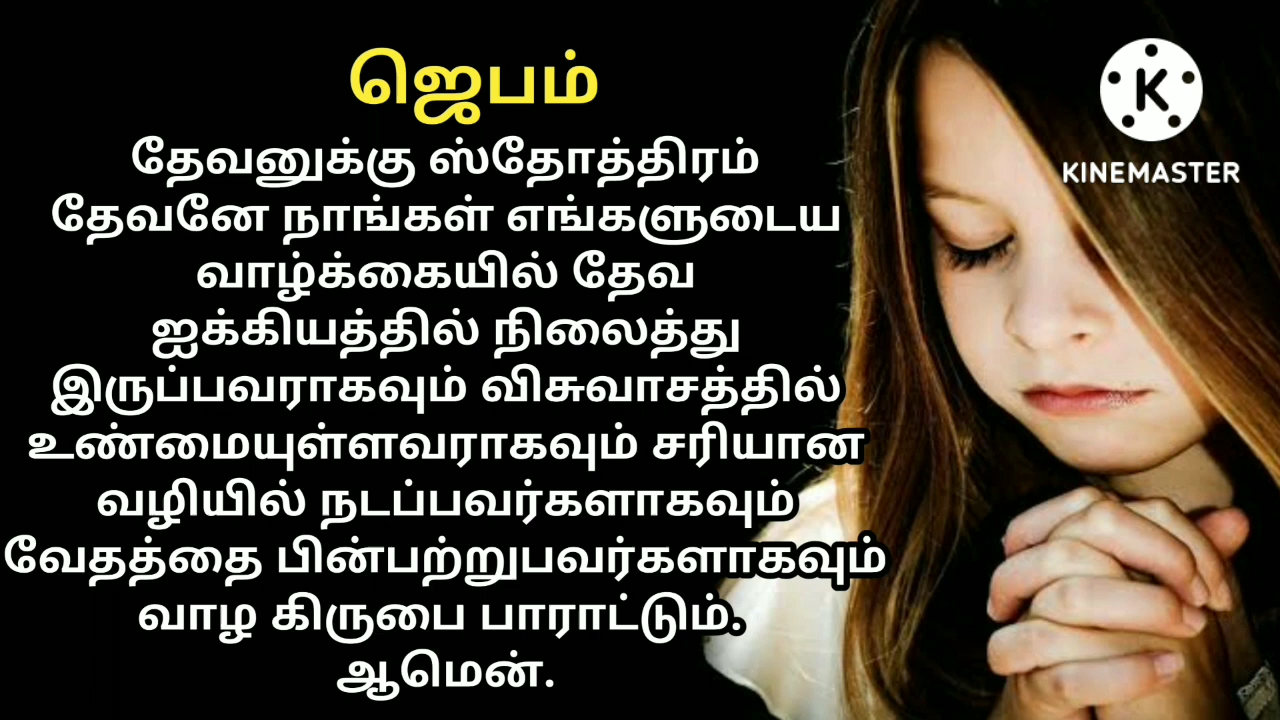 ஜெபம்
தேவனுக்கு ஸ்தோத்திரம்
தேவனே நாங்கள் எங்களுடைய
வாழ்க்கையில் தேவ
ஐக்கியத்தில் நிலைத்து
இருப்பவராகவும் விசுவாசத்தில்
உண்மையுள்ளவராகவும் சரியான
வழியில் நடப்பவர்களாகவும்
வேதத்தை பின்பற்றுபவர்களாகவும்
வாழ கிருபை பாராட்டும்.
ஆமென்.
K
KINEMASTER